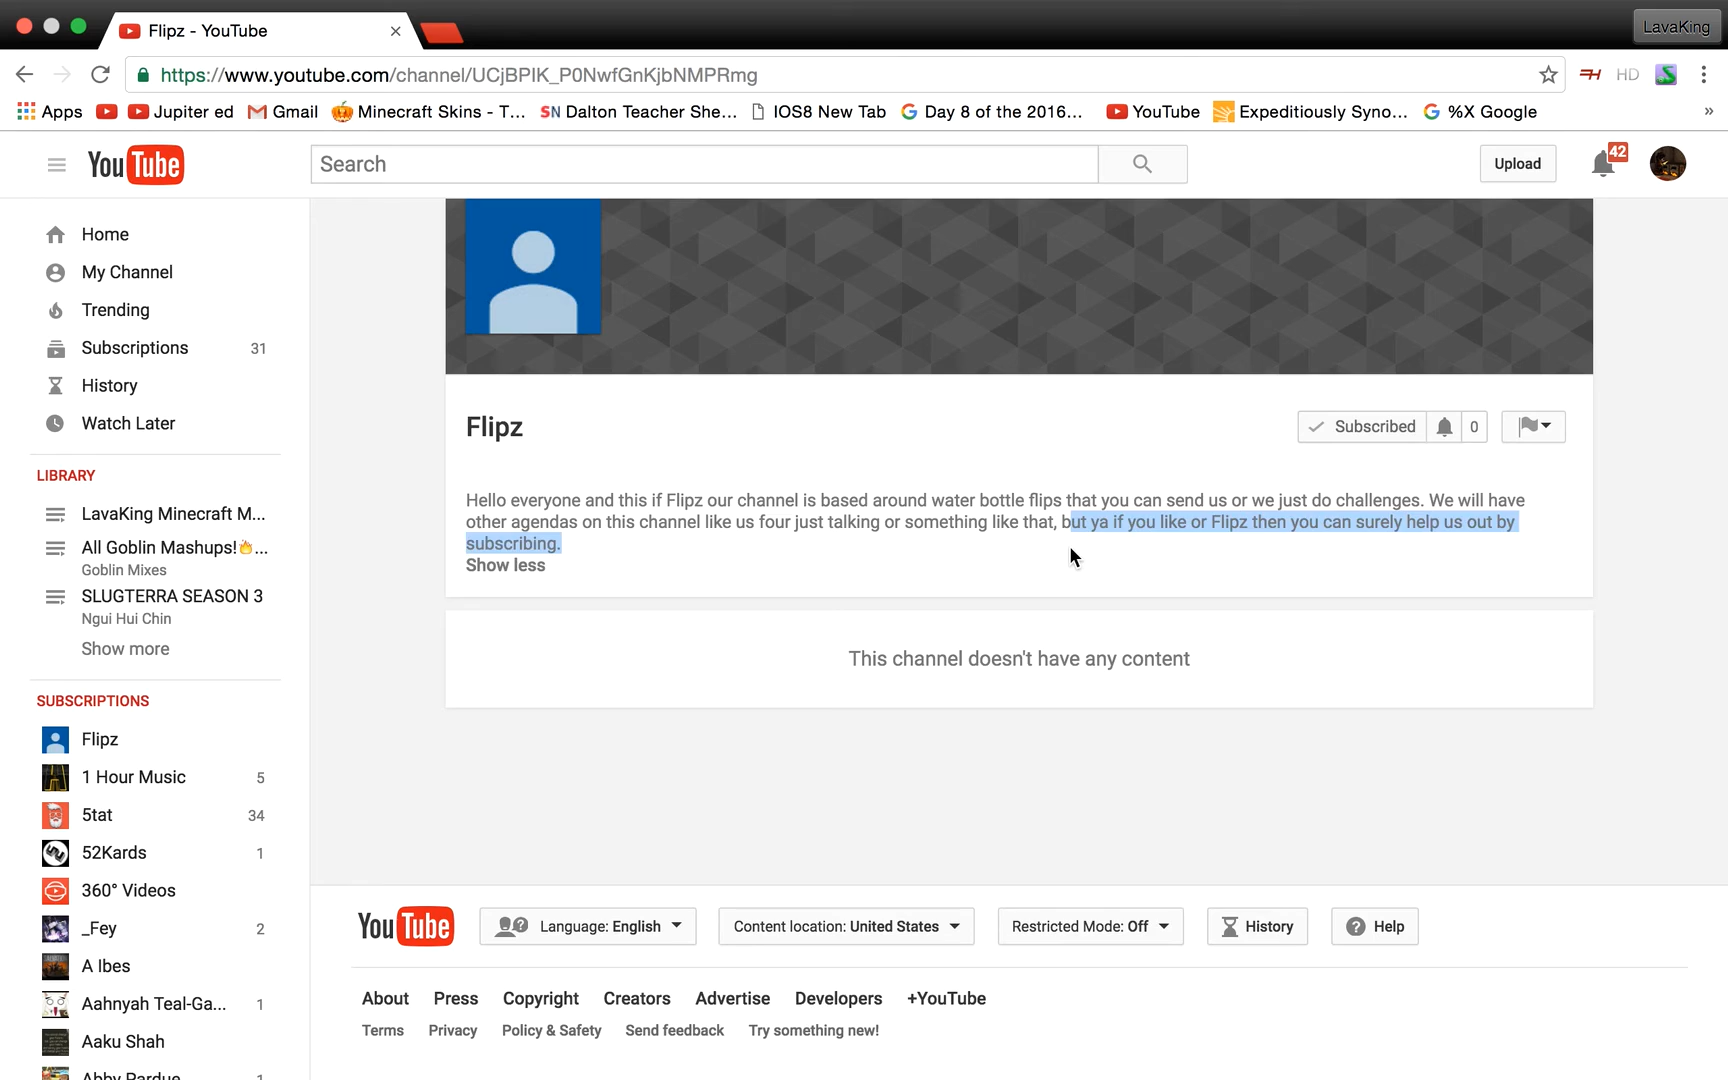 Flipz - YouTube
LavaKing
https://www.youtube.com/channel/UCjBPIK_P0NwfGnKjbNMPRmg
HD
Apps
Jupiter ed
Gmail
Minecraft Skins - T...
SN Dalton Teacher She...
IOS8 New Tab
Day 8 of the 2016...
YouTube
Expeditiously Syno...
%X Google
»
YouTube
Search
Upload
42
Home
My Channel
Trending
Subscriptions 31
History
Watch Later
LIBRARY
LavaKing Minecraft M...
All Goblin Mashups!🔥...
Goblin Mixes
SLUGTERRA SEASON 3
Ngui Hui Chin
Show more
SUBSCRIPTIONS
Flipz
1 Hour Music 5
5tat 34
52Kards 1
360° Videos
_Fey 2
A Ibes
Aahnyah Teal-Ga... 1
Aaku Shah
Abby Pardue 1
Flipz
Subscribed 0
Hello everyone and this if Flipz our channel is based around water bottle flips that you can send us or we just do challenges. We will have
other agendas on this channel like us four just talking or something like that, but ya if you like or Flipz then you can surely help us out by
subscribing.
Show less
This channel doesn't have any content
YouTube
Language: English
Content location: United States
Restricted Mode: Off
History
Help
About Press Copyright Creators Advertise Developers +YouTube
Terms Privacy Policy & Safety Send feedback Try something new!